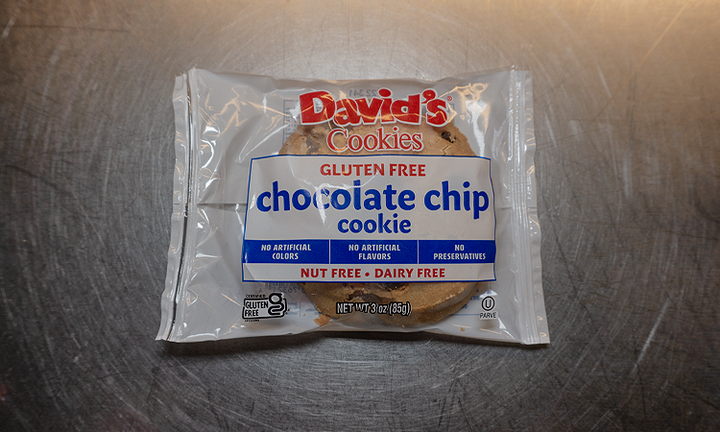 David's®
Cookies
GLUTEN FREE
chocolate chip
cookie
NO ARTIFICIAL
COLORS
NO ARTIFICIAL
FLAVORS
NO
PRESERVATIVES
NUT FREE • DAIRY FREE
GLUTEN
FREE
NET WT 3 oz (85g)
U
PARVE